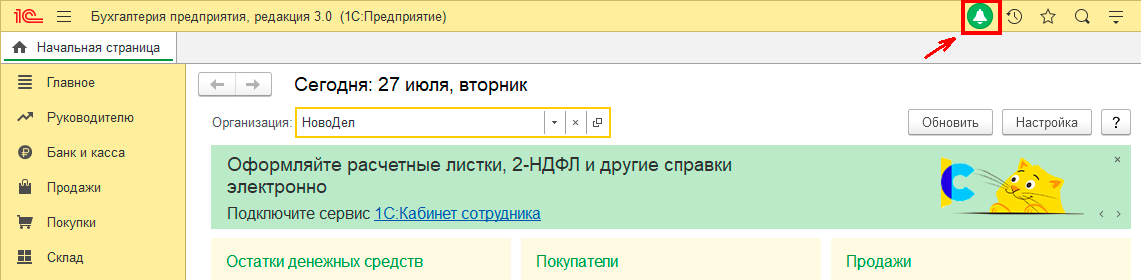 1С Бухгалтерия предприятия, редакция 3.0 (1С:Предприятие)
Начальная страница
Главное
Руководителю
Банк и касса
Продажи
Покупки
Склад
Сегодня: 27 июля, вторник
Организация: НовоДел
Обновить
Настройка
?
Оформляйте расчетные листки, 2-НДФЛ и другие справки
электронно
Подключите сервис 1С:Кабинет сотрудника
Остатки денежных средств
Покупатели
Продажи